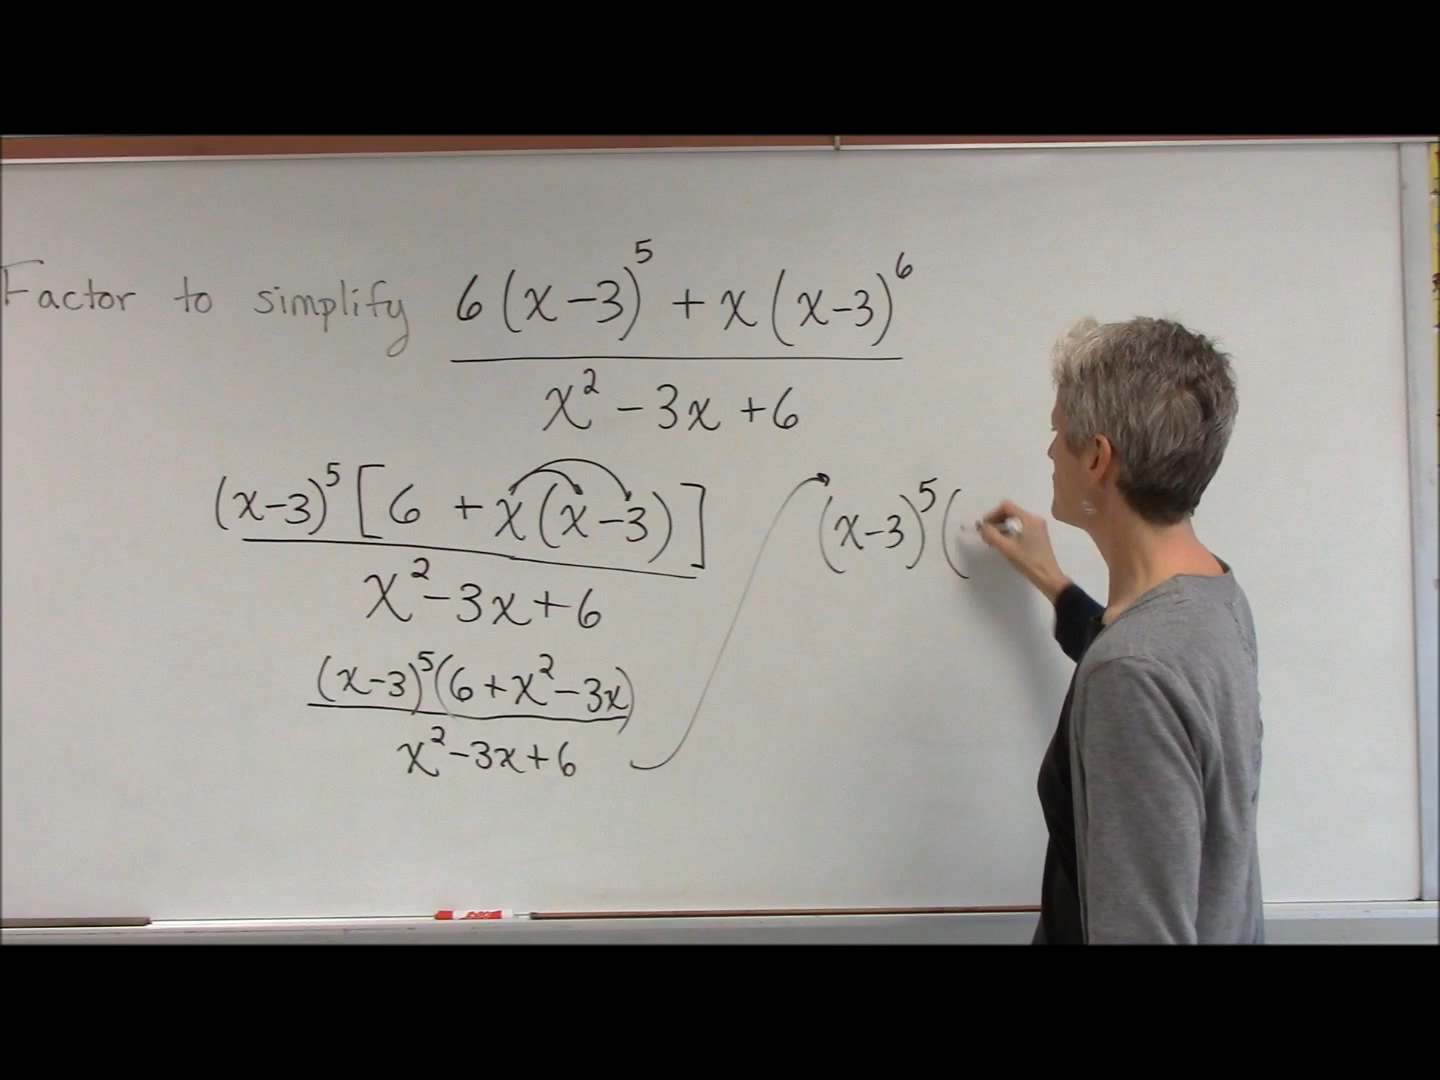 Factor to simplify 6(x-3)^5 + x(x-3)^6
x^2 - 3x + 6
(x-3)^5 [6 + x(x-3)]
x^2 - 3x + 6
(x-3)^5 (6 + x^2 - 3x)
x^2 - 3x + 6
(x-3)^5 (
EXPO